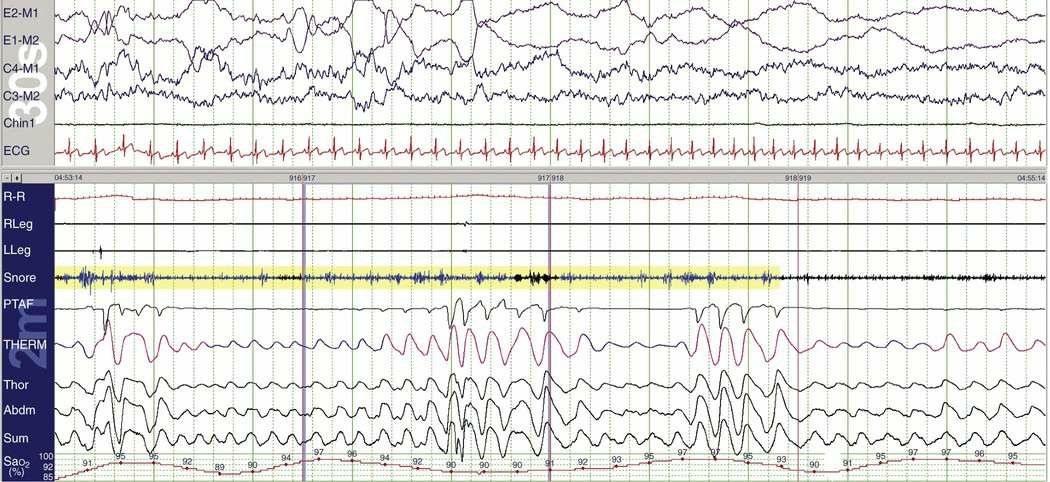 E2-M1
E1-M2
C4-M1
C3-M2
Chin1
ECG
30s
04:53:14 916 917 917 918 918 919 04:55:14
R-R
RLeg
LLeg
Snore
PTAF
THERM
2m
Thor
Abdm
Sum
SaO₂
(%)
100
92
85
91 95 95 92 89 90 94 97 96 94 92 90 90 90 91 92 93 95 97 97 95 93 90 91 95 97 97 96 95